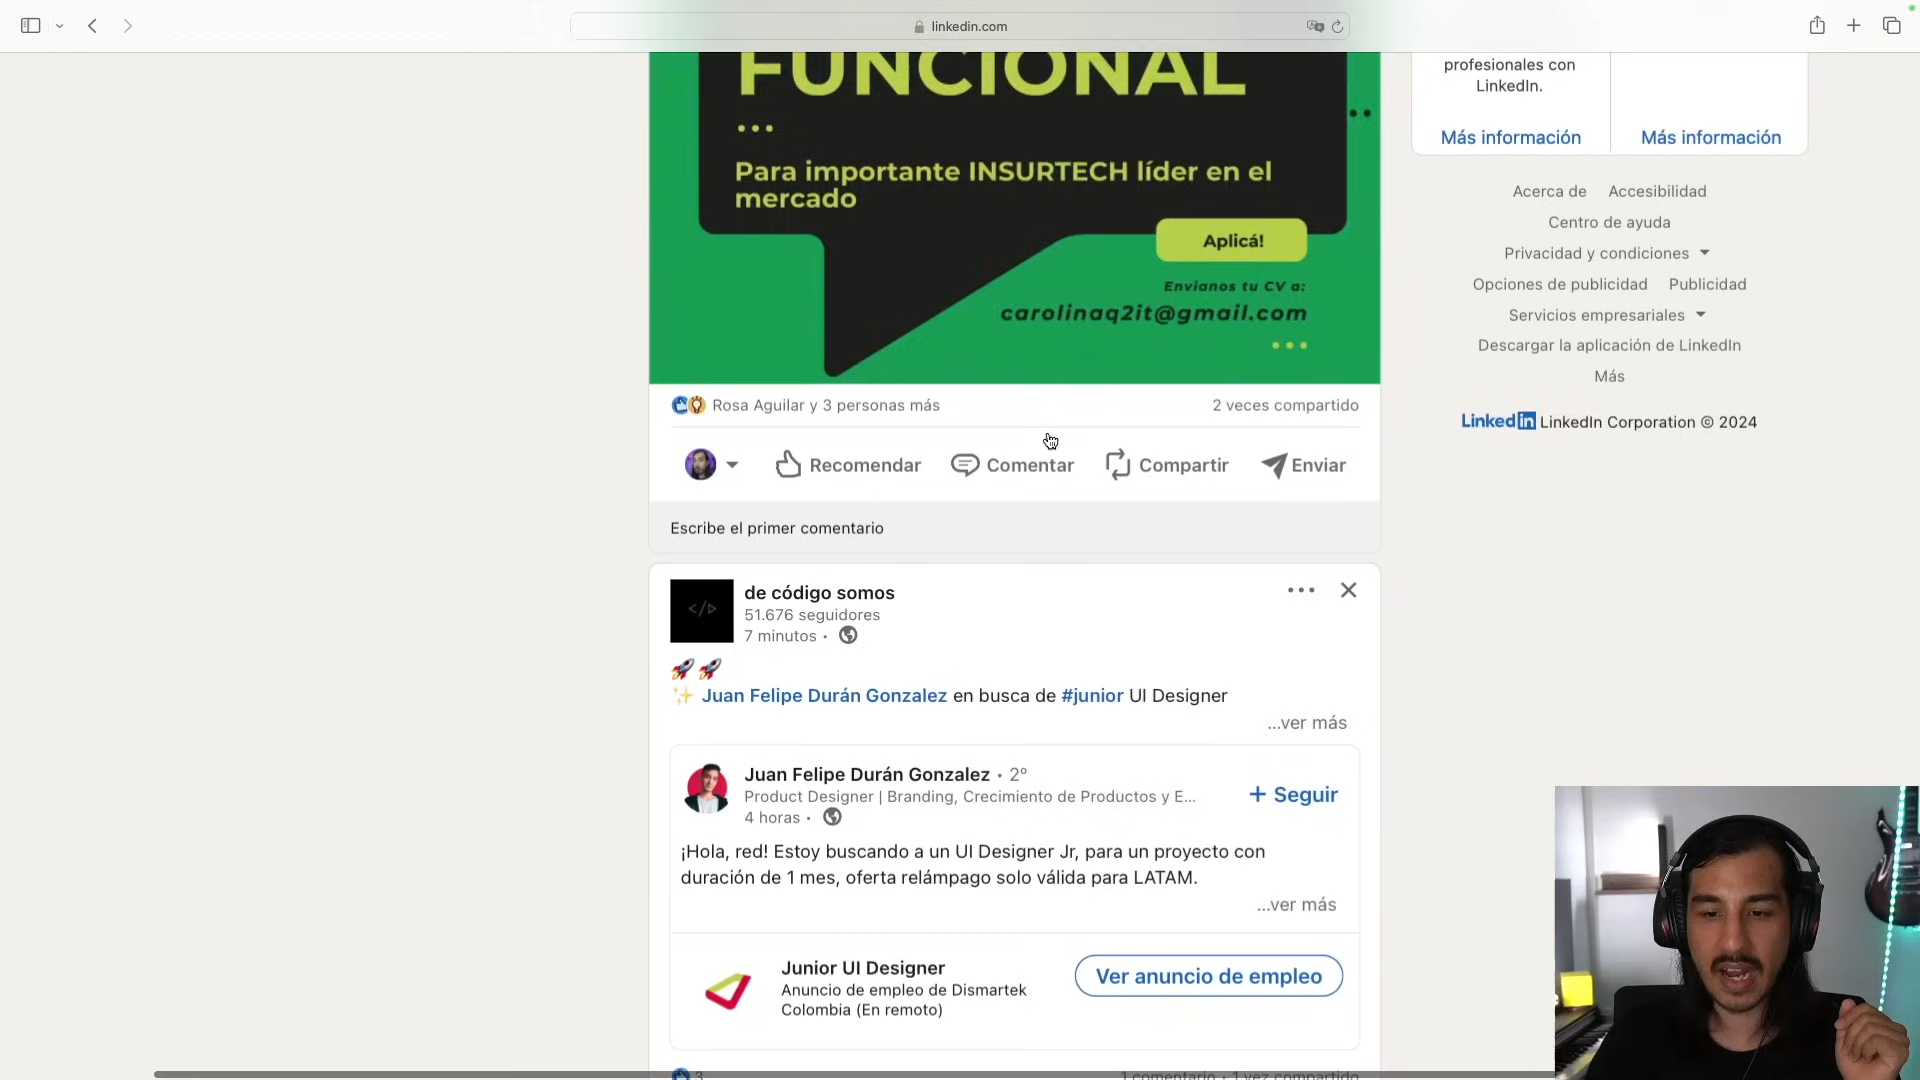 linkedin.com
FUNCIONAL
Para importante INSURTECH líder en el
mercado
Aplicá!
Envianos tu CV a:
carolinaq2it@gmail.com
Rosa Aguilar y 3 personas más
2 veces compartido
Recomendar
Comentar
Compartir
Enviar
Escribe el primer comentario
de código somos
51.676 seguidores
7 minutos •
</>
🚀🚀
✨ Juan Felipe Durán Gonzalez en busca de #junior UI Designer
...ver más
Juan Felipe Durán Gonzalez • 2º
Product Designer | Branding, Crecimiento de Productos y E...
4 horas •
+ Seguir
¡Hola, red! Estoy buscando a un UI Designer Jr, para un proyecto con
duración de 1 mes, oferta relámpago solo válida para LATAM.
...ver más
Junior UI Designer
Anuncio de empleo de Dismartek
Colombia (En remoto)
Ver anuncio de empleo
3
1 comentario • 1 vez compartido
profesionales con
LinkedIn.
Más información
Más información
Acerca de
Accesibilidad
Centro de ayuda
Privacidad y condiciones
Opciones de publicidad
Publicidad
Servicios empresariales
Descargar la aplicación de LinkedIn
Más
LinkedIn LinkedIn Corporation © 2024